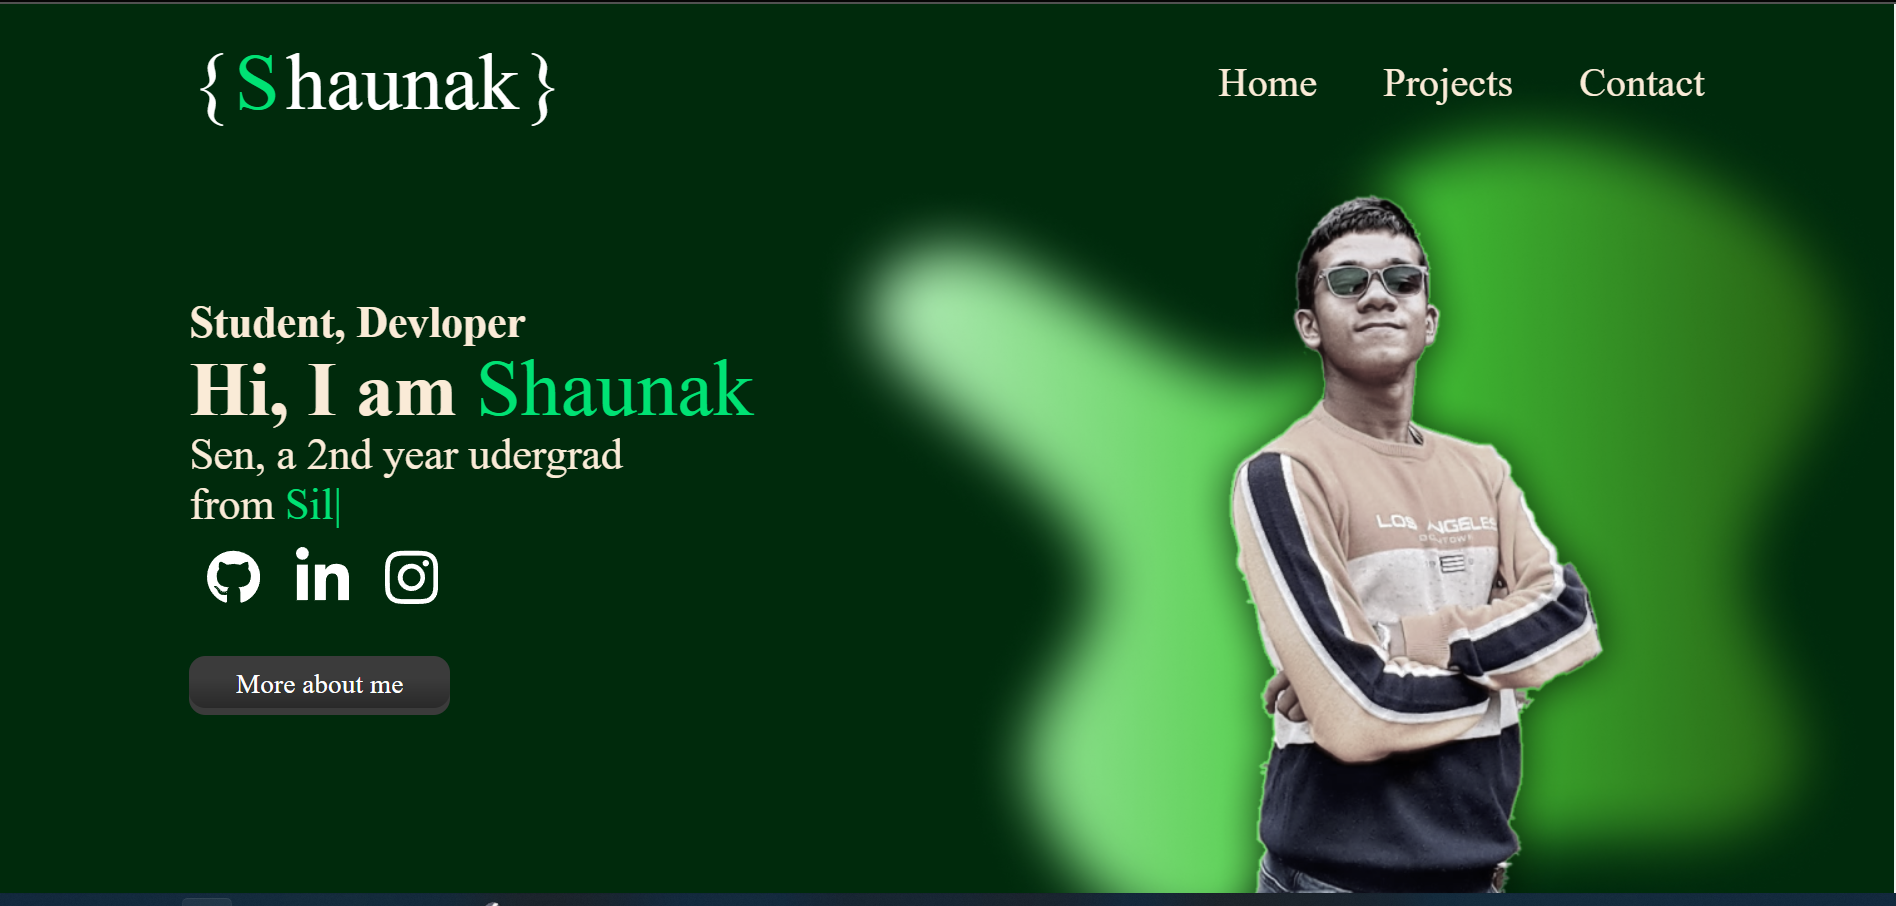 {Shaunak}
Home Projects Contact
Student, Devloper
Hi, I am Shaunak
Sen, a 2nd year udergrad
from Sil|
in
More about me
LOS ANGELES